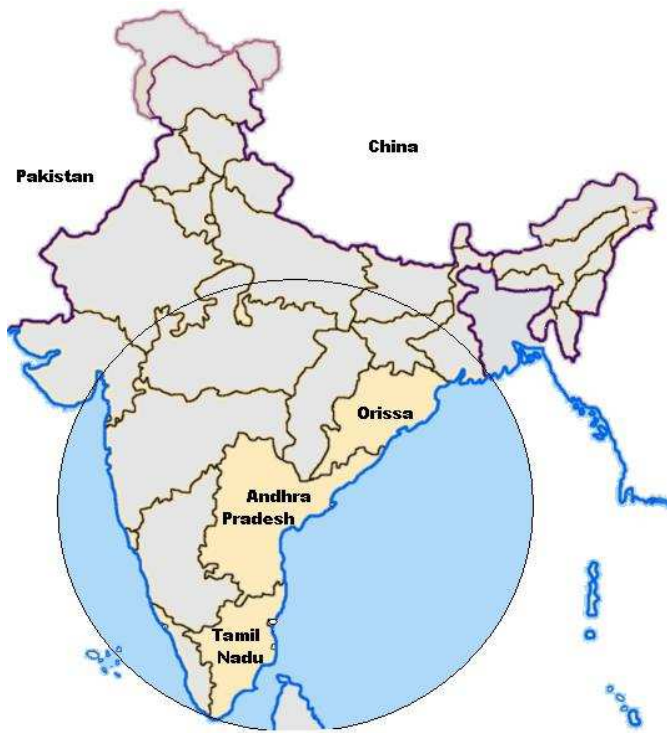 China
Pakistan
Orissa
Andhra
Pradesh
Tamil
Nadu